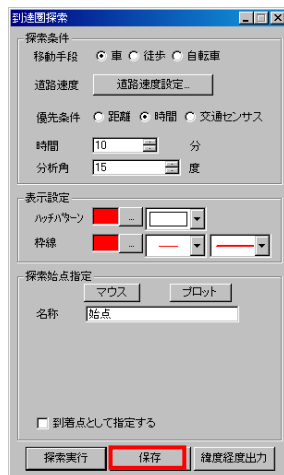 到達圏探索
探索条件
移動手段 車 徒歩 自転車
道路速度 道路速度設定...
優先条件 距離 時間 交通センサス
時間 10 分
分析角 15 度
表示設定
ハッチパターン ...
枠線 ...
探索始点指定
マウス プロット
名称 始点
到着点として指定する
探索実行 保存 緯度経度出力